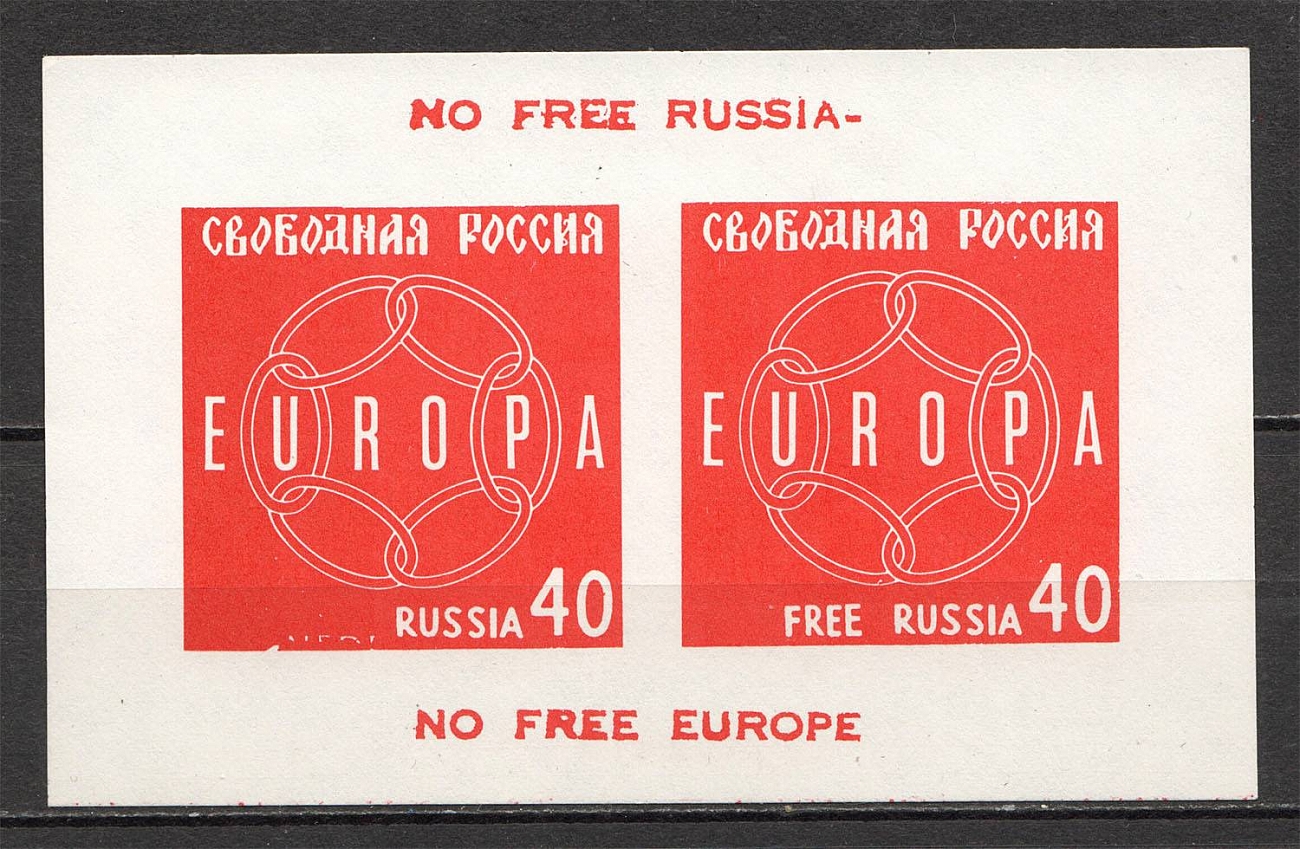 NO FREE RUSSIA-
СВОБОДНАЯ РОССИЯ
EUROPA
RUSSIA 40
СВОБОДНАЯ РОССИЯ
EUROPA
FREE RUSSIA 40
NO FREE EUROPE